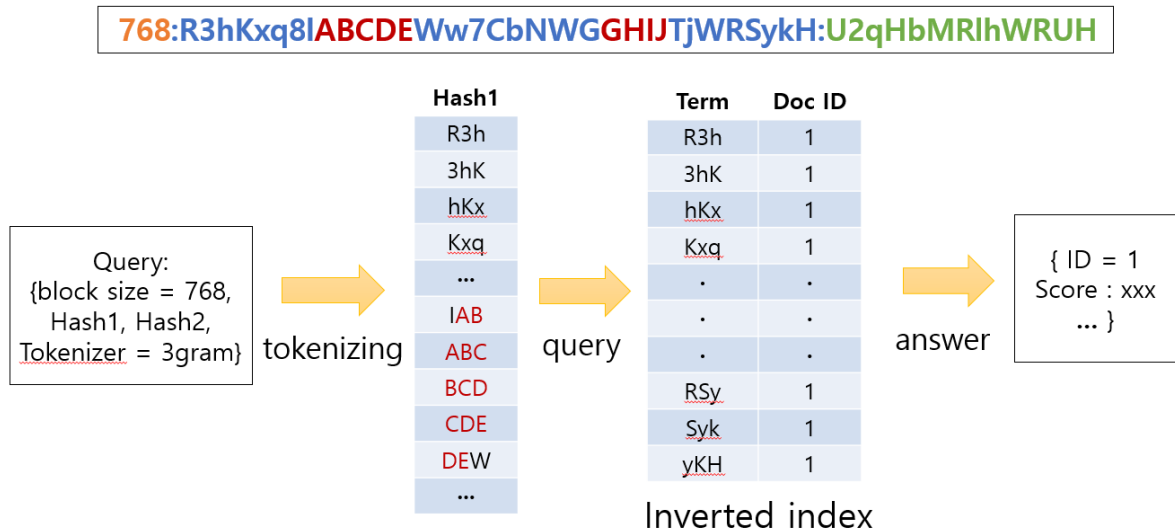 768:R3hKxq8lABCDEWw7CbNWGGHIJTjWRSykH:U2qHbMRlhWRUH
Hash1
R3h
3hK
hKx
Kxq
...
IAB
ABC
BCD
CDE
DEW
...
Term Doc ID
R3h 1
3hK 1
hKx 1
Kxq 1
. .
. .
. .
RSy 1
Syk 1
yKH 1
Inverted index
Query:
{block size = 768,
Hash1, Hash2,
Tokenizer = 3gram}
tokenizing
query
answer
{ ID = 1
Score : xxx
... }